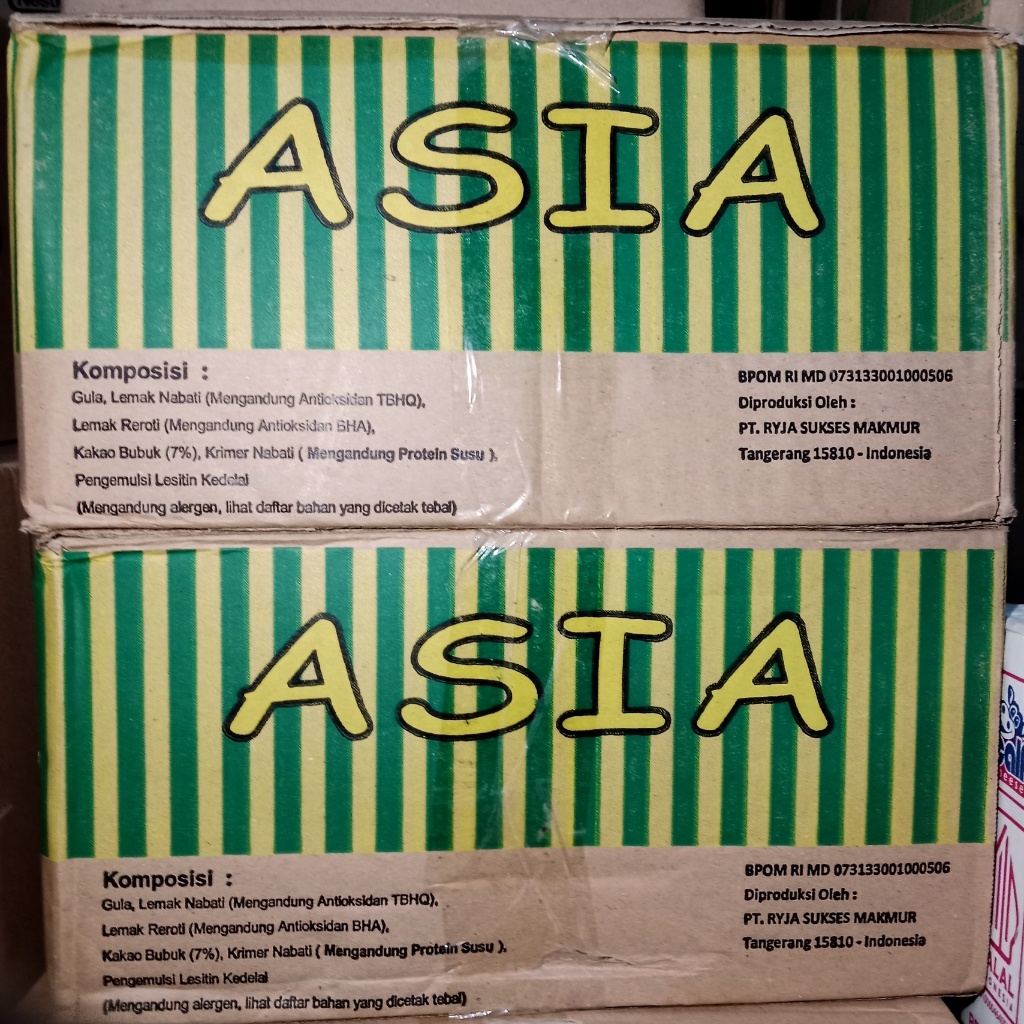 ASIA
Komposisi :
Gula, Lemak Nabati (Mengandung Antioksidan TBHQ),
Lemak Reroti (Mengandung Antioksidan BHA),
Kakao Bubuk (7%), Krimer Nabati ( Mengandung Protein Susu ),
Pengemulsi Lesitin Kedelai
(Mengandung alergen, lihat daftar bahan yang dicetak tebal)
BPOM RI MD 073133001000506
Diproduksi Oleh :
PT. RYJA SUKSES MAKMUR
Tangerang 15810 - Indonesia
ASIA
Komposisi :
Gula, Lemak Nabati (Mengandung Antioksidan TBHQ),
Lemak Reroti (Mengandung Antioksidan BHA),
Kakao Bubuk (7%), Krimer Nabati ( Mengandung Protein Susu ),
Pengemulsi Lesitin Kedelai
(Mengandung alergen, lihat daftar bahan yang dicetak tebal)
BPOM RI MD 073133001000506
Diproduksi Oleh :
PT. RYJA SUKSES MAKMUR
Tangerang 15810 - Indonesia